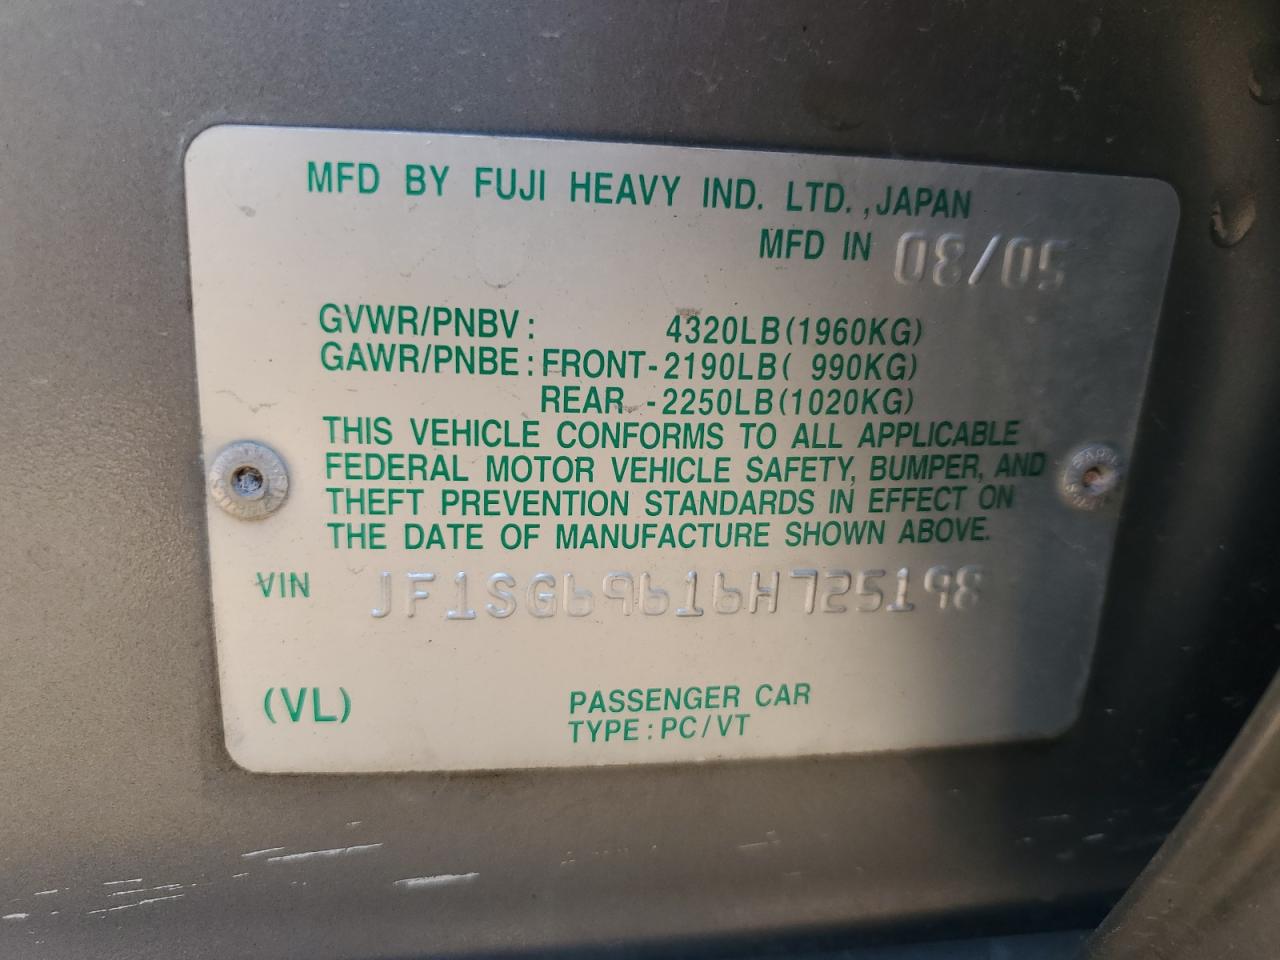 MFD BY FUJI HEAVY IND. LTD., JAPAN
MFD IN 08/05
GVWR/PNBV: 4320LB(1960KG)
GAWR/PNBE: FRONT-2190LB( 990KG)
REAR -2250LB(1020KG)
THIS VEHICLE CONFORMS TO ALL APPLICABLE
FEDERAL MOTOR VEHICLE SAFETY, BUMPER, AND
THEFT PREVENTION STANDARDS IN EFFECT ON
THE DATE OF MANUFACTURE SHOWN ABOVE.
VIN JF1SG69616H725198
(VL) PASSENGER CAR
TYPE: PC/VT